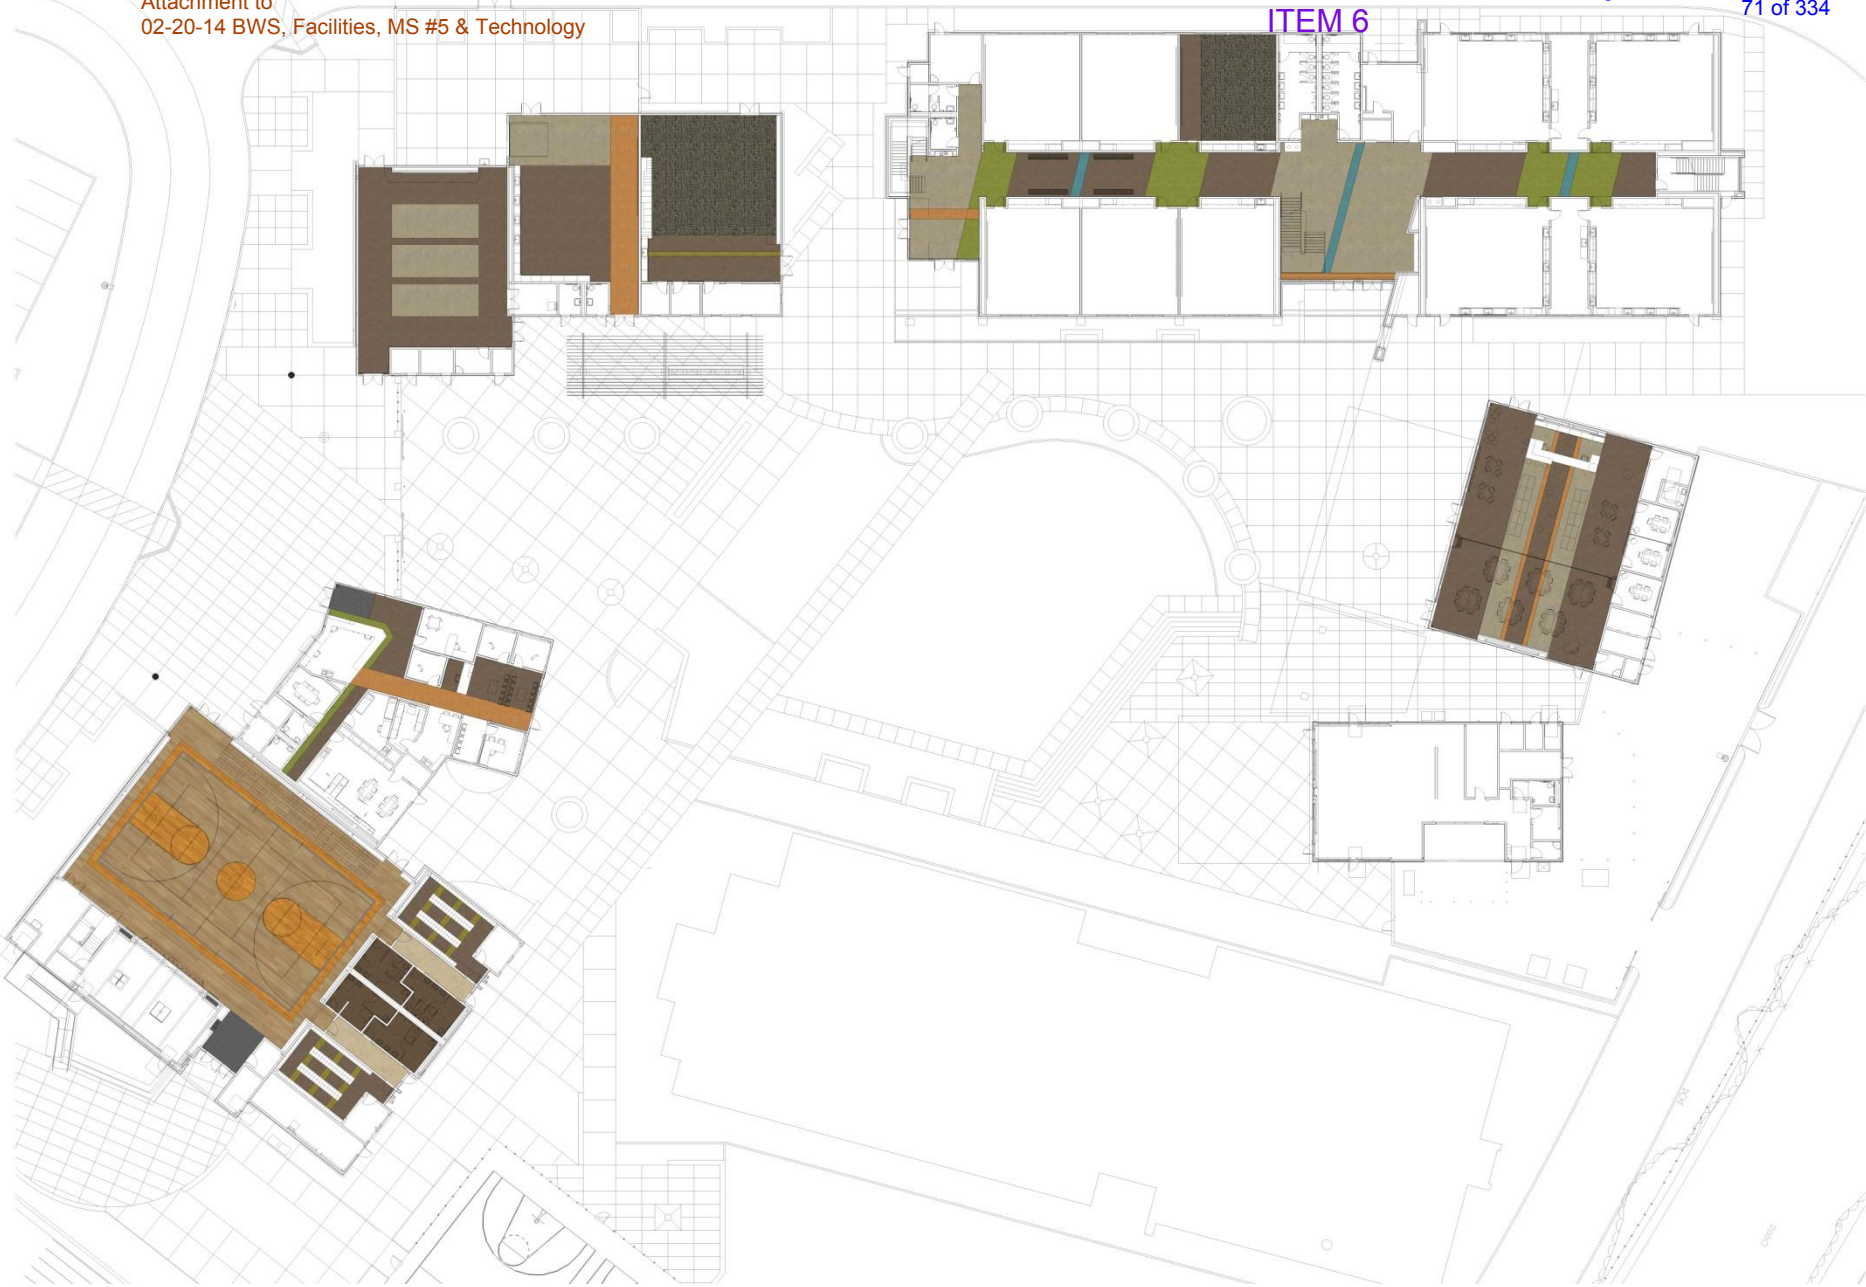 Attachment to
02-20-14 BWS, Facilities, MS #5 & Technology
ITEM 6
71 of 334